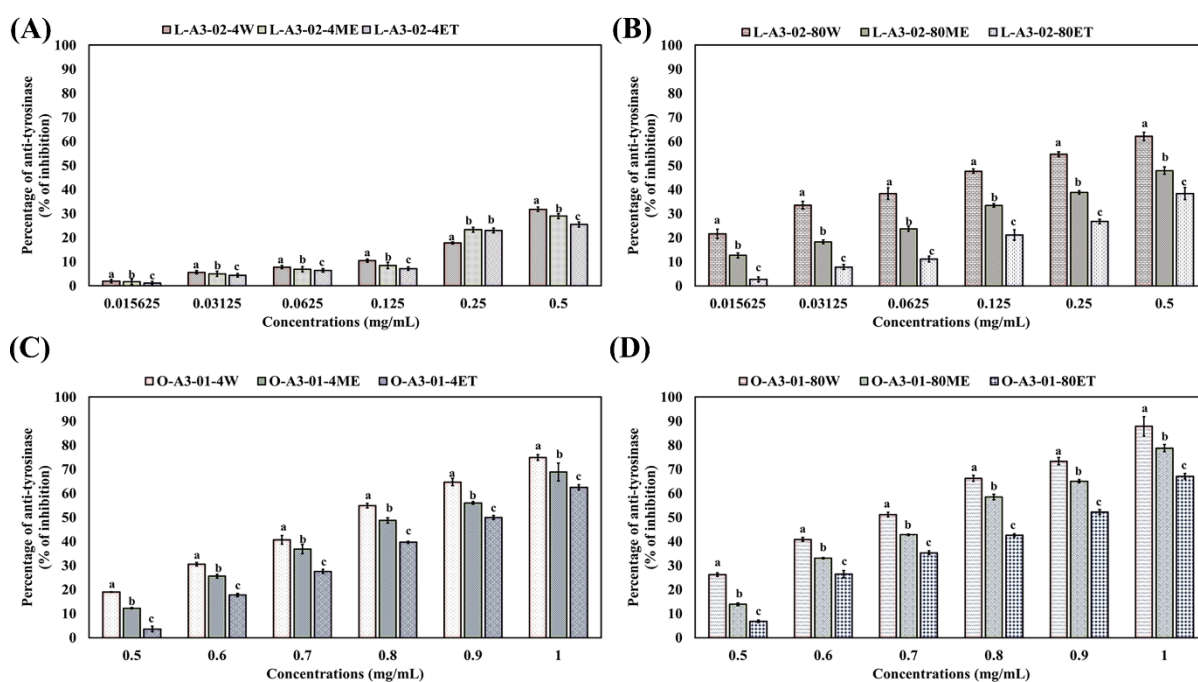 (A)
L-A3-02-4W L-A3-02-4ME L-A3-02-4ET
Percentage of anti-tyrosinase
(% of inhibition)
100
90
80
70
60
50
40
30
20
10
0
a b c
a b c
a b c
a b c
a b b
a b c
0.015625 0.03125 0.0625 0.125 0.25 0.5
Concentrations (mg/mL)
(B)
L-A3-02-80W L-A3-02-80ME L-A3-02-80ET
Percentage of anti-tyrosinase
(% of inhibition)
100
90
80
70
60
50
40
30
20
10
0
a b c
a b c
a b c
a b c
a b c
a b c
0.015625 0.03125 0.0625 0.125 0.25 0.5
Concentrations (mg/mL)
(C)
O-A3-01-4W O-A3-01-4ME O-A3-01-4ET
Percentage of anti-tyrosinase
(% of inhibition)
100
90
80
70
60
50
40
30
20
10
0
a b c
a b c
a b c
a b c
a b c
a b c
0.5 0.6 0.7 0.8 0.9 1
Concentrations (mg/mL)
(D)
O-A3-01-80W O-A3-01-80ME O-A3-01-80ET
Percentage of anti-tyrosinase
(% of inhibition)
100
90
80
70
60
50
40
30
20
10
0
a b c
a b c
a b c
a b c
a b c
a b c
0.5 0.6 0.7 0.8 0.9 1
Concentrations (mg/mL)